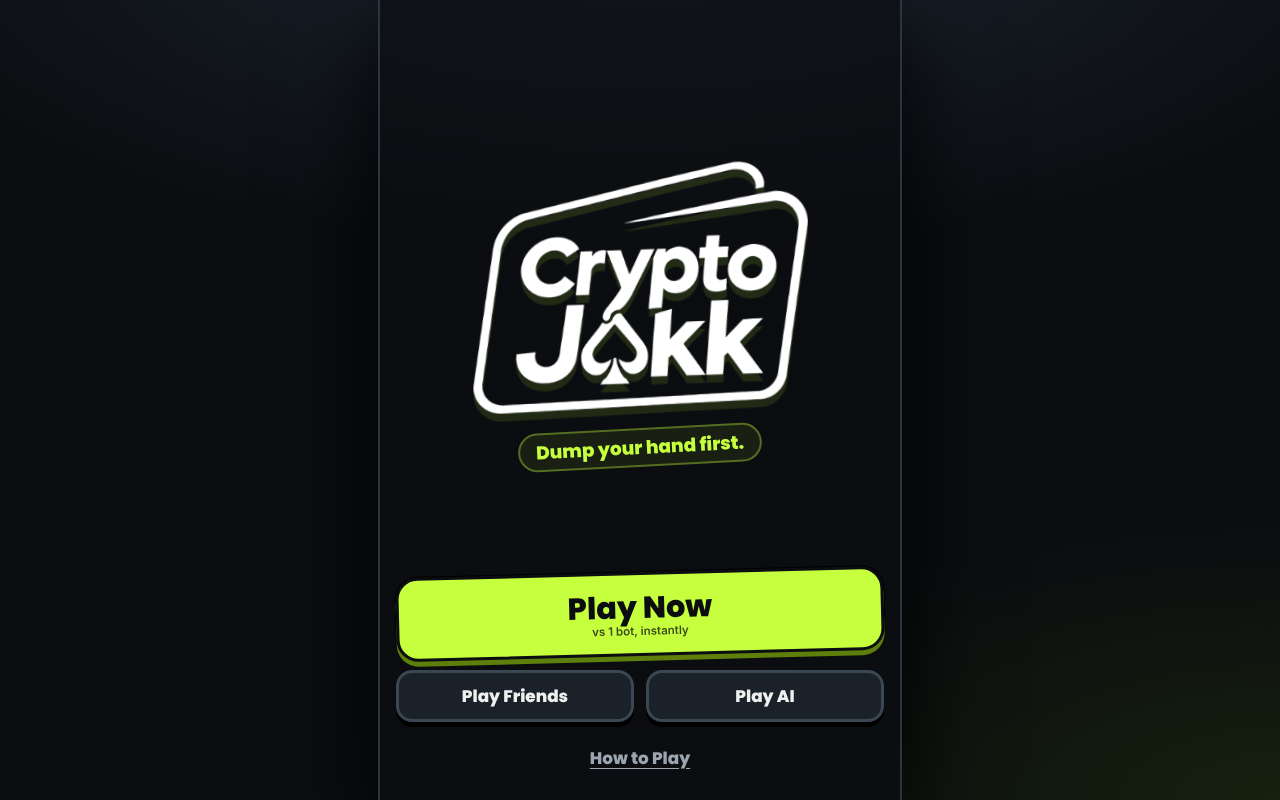 Crypto
Jakk
Dump your hand first.
Play Now
vs 1 bot, instantly
Play Friends
Play AI
How to Play